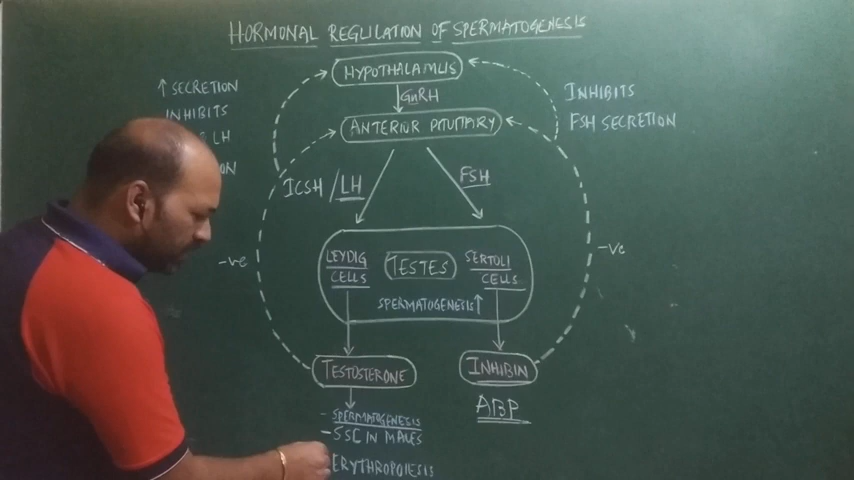 HORMONAL REGULATION OF SPERMATOGENESIS
↑ SECRETION
INHIBITS
LH
HYPOTHALAMUS
GnRH
ANTERIOR PITUITARY
INHIBITS
FSH SECRETION
ICSH / LH
FSH
-ve
-ve
LEYDIG
CELLS
TESTES
SERTOLI
CELLS
SPERMATOGENESIS ↑
TESTOSTERONE
INHIBIN
ABP
- SPERMATOGENESIS
- SSC IN MALES
ERYTHROPOIESIS